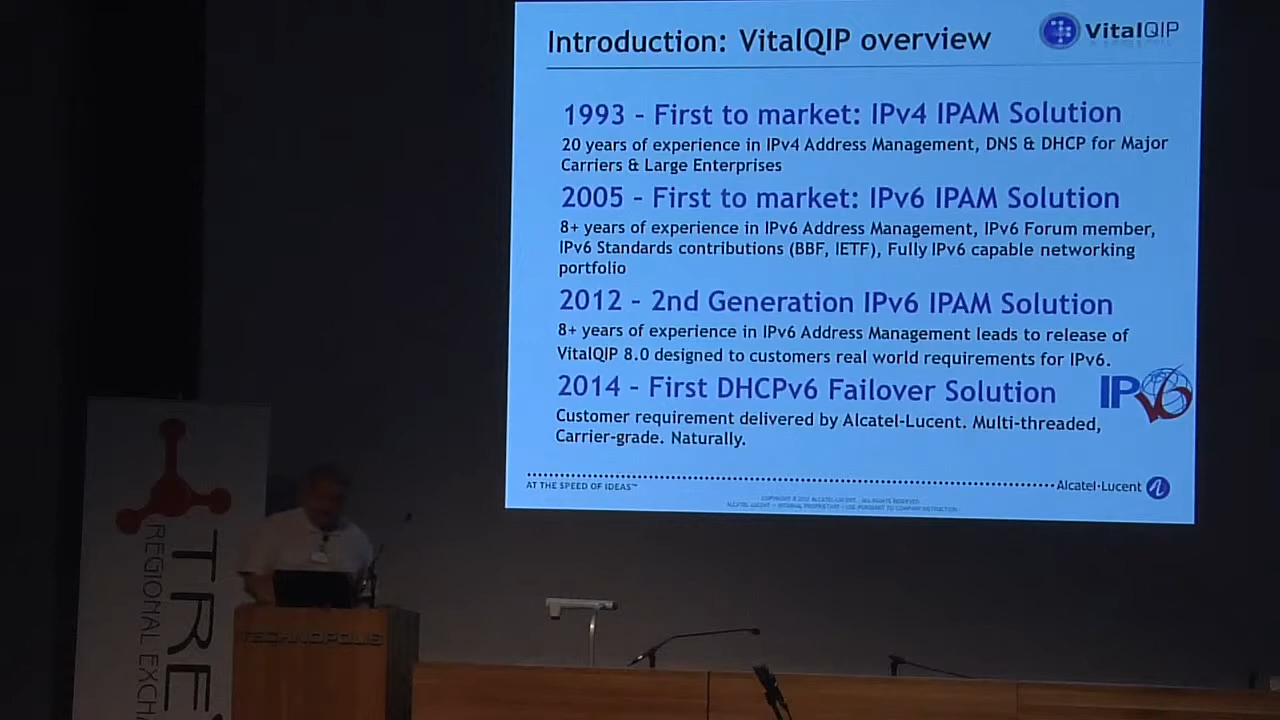 Introduction: VitalQIP overview
VitalQIP
1993 – First to market: IPv4 IPAM Solution
20 years of experience in IPv4 Address Management, DNS & DHCP for Major
Carriers & Large Enterprises
2005 – First to market: IPv6 IPAM Solution
8+ years of experience in IPv6 Address Management, IPv6 Forum member,
IPv6 Standards contributions (BBF, IETF), Fully IPv6 capable networking
portfolio
2012 – 2nd Generation IPv6 IPAM Solution
8+ years of experience in IPv6 Address Management leads to release of
VitalQIP 8.0 designed to customers real world requirements for IPv6.
2014 – First DHCPv6 Failover Solution
IPv6
Customer requirement delivered by Alcatel-Lucent. Multi-threaded,
Carrier-grade. Naturally.
AT THE SPEED OF IDEAS™
Alcatel·Lucent
TRE
REGIONAL EXCH
TECHNOPOLIS